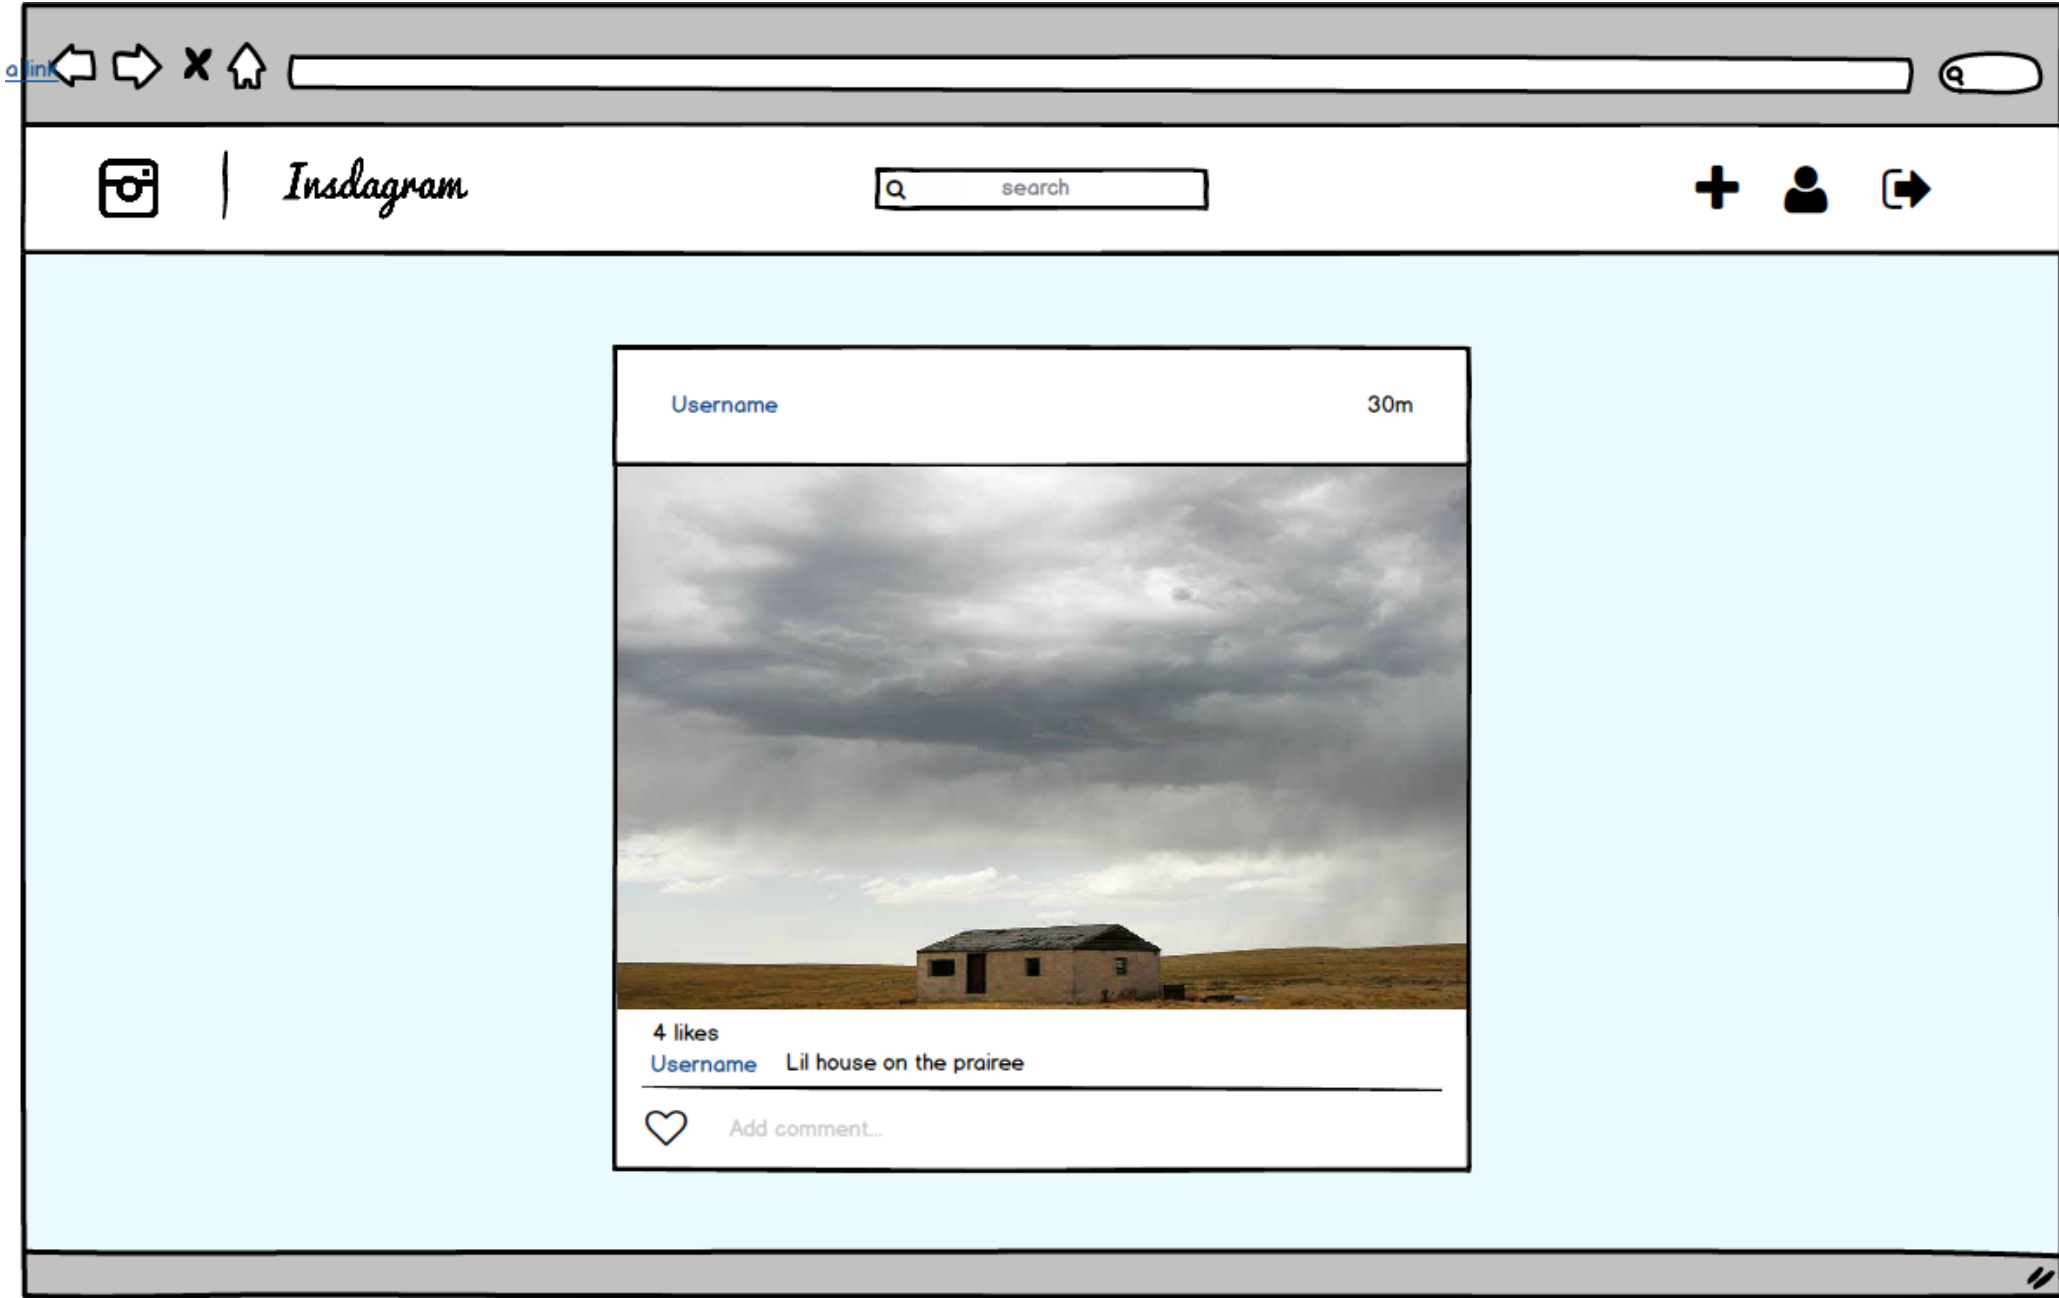 a link
Insdagram
search
Username 30m
4 likes
Username Lil house on the prairee
Add comment...